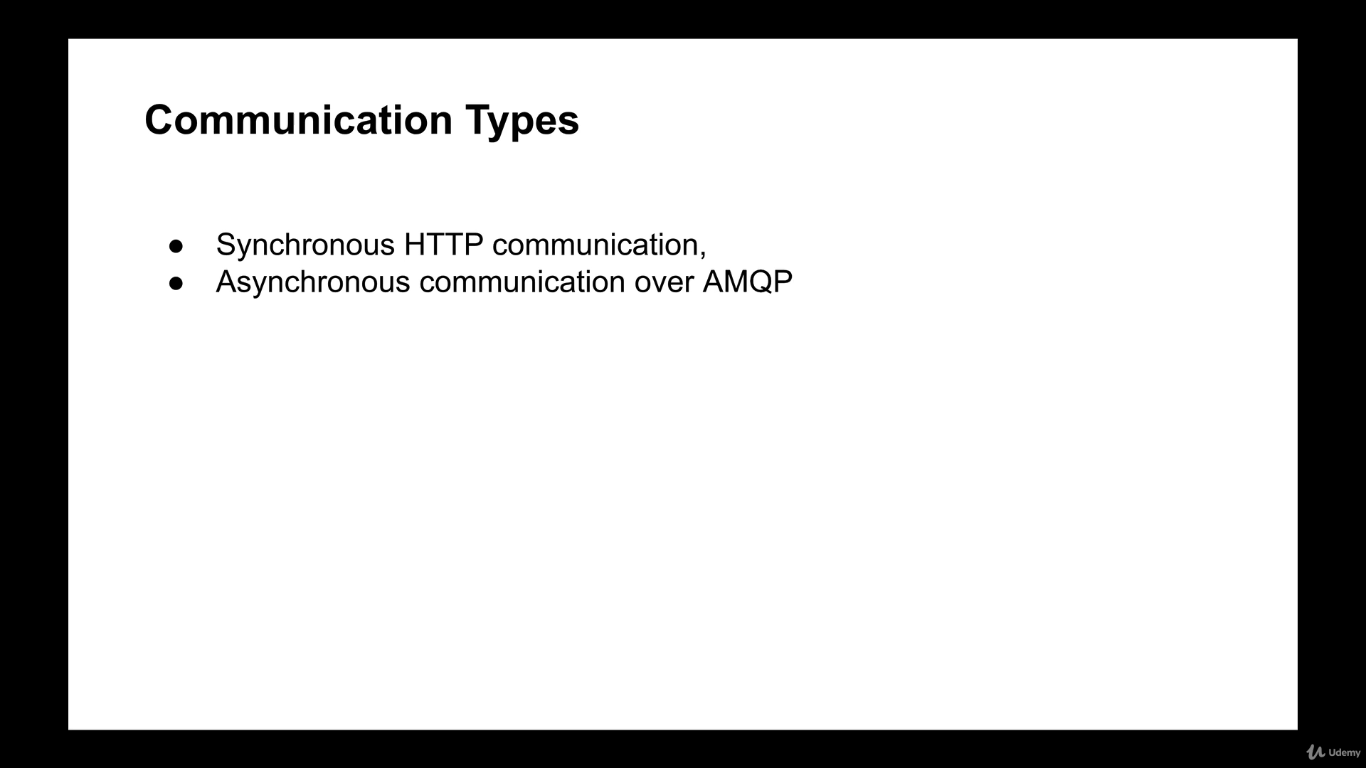 Communication Types
● Synchronous HTTP communication,
● Asynchronous communication over AMQP
Udemy